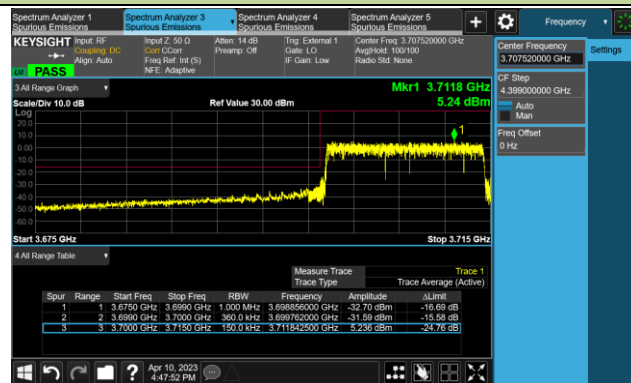 Spectrum Analyzer 1
Spurious Emissions
Spectrum Analyzer 3
Spurious Emissions
Spectrum Analyzer 4
Spurious Emissions
Spectrum Analyzer 5
Spurious Emissions
+
Frequency
KEYSIGHT
Input: RF
Coupling: DC
Align: Auto
Input Z: 50 Ω
Corr CCorr
Freq Ref: Int (S)
NFE: Adaptive
Atten: 14 dB
Preamp: Off
Trig: External 1
Gate: LO
IF Gain: Low
Center Freq: 3.707520000 GHz
Avg|Hold: 100/100
Radio Std: None
PASS
Center Frequency
3.707520000 GHz
Settings
CF Step
4.399000000 GHz
Auto
Man
Freq Offset
0 Hz
3 All Range Graph
Mkr1 3.7118 GHz
Scale/Div 10.0 dB
Ref Value 30.00 dBm
5.24 dBm
Log
20.0
10.0
0.00
-10.0
-20.0
-30.0
-40.0
-50.0
-60.0
1
Start 3.675 GHz
Stop 3.715 GHz
4 All Range Table
Measure Trace Trace 1
Trace Type Trace Average (Active)
Spur Range Start Freq Stop Freq RBW Frequency Amplitude ΔLimit
1 1 3.6750 GHz 3.6990 GHz 1.000 MHz 3.698856000 GHz -32.70 dBm -16.69 dB
2 2 3.6990 GHz 3.7000 GHz 360.0 kHz 3.699762000 GHz -31.59 dBm -15.58 dB
3 3 3.7000 GHz 3.7150 GHz 150.0 kHz 3.711842000 GHz 5.236 dBm -24.76 dB
?
Apr 10, 2023
4:47:52 PM